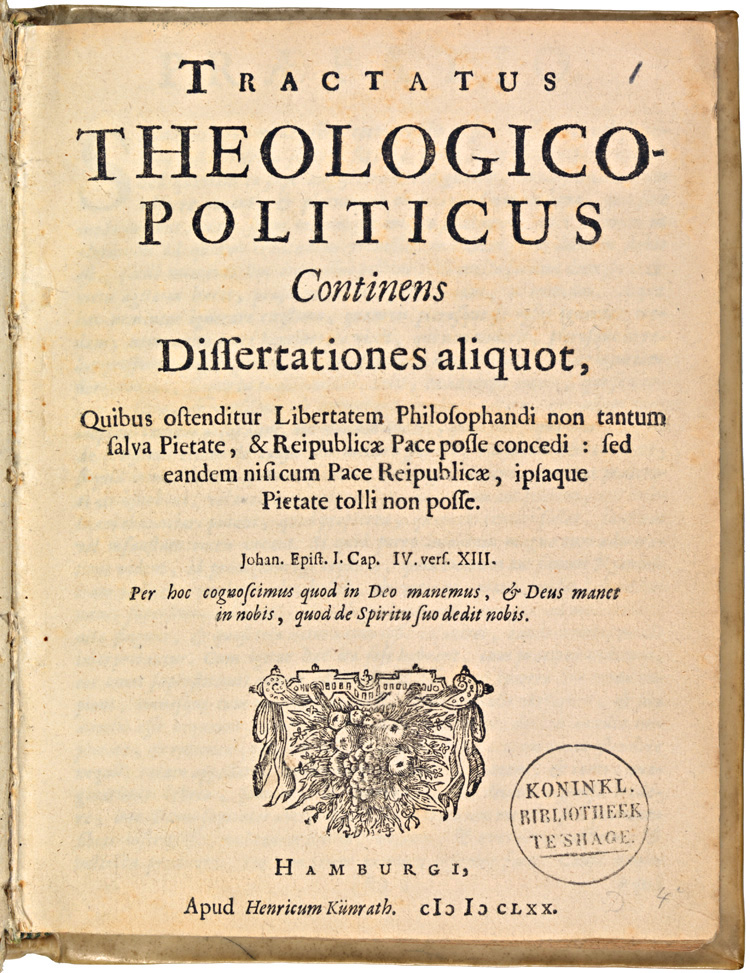 TRACTATUS
THEOLOGICO-
POLITICUS
Continens
Diſſertationes aliquot,
Quibus oſtenditur Libertatem Philoſophandi non tantum
ſalva Pietate, & Reipublicæ Pace poſſe concedi : ſed
eandem niſi cum Pace Reipublicæ, ipſaque
Pietate tolli non poſſe.
Johan. Epiſt. I. Cap. IV. verſ. XIII.
Per hoc cognoſcimus quod in Deo manemus, & Deus manet
in nobis, quod de Spiritu ſuo dedit nobis.
KONINKL.
BIBLIOTHEEK
TE'SHAGE.
HAMBURGI,
Apud Henricum Künrath. cIↄ Iↄ CLXX.